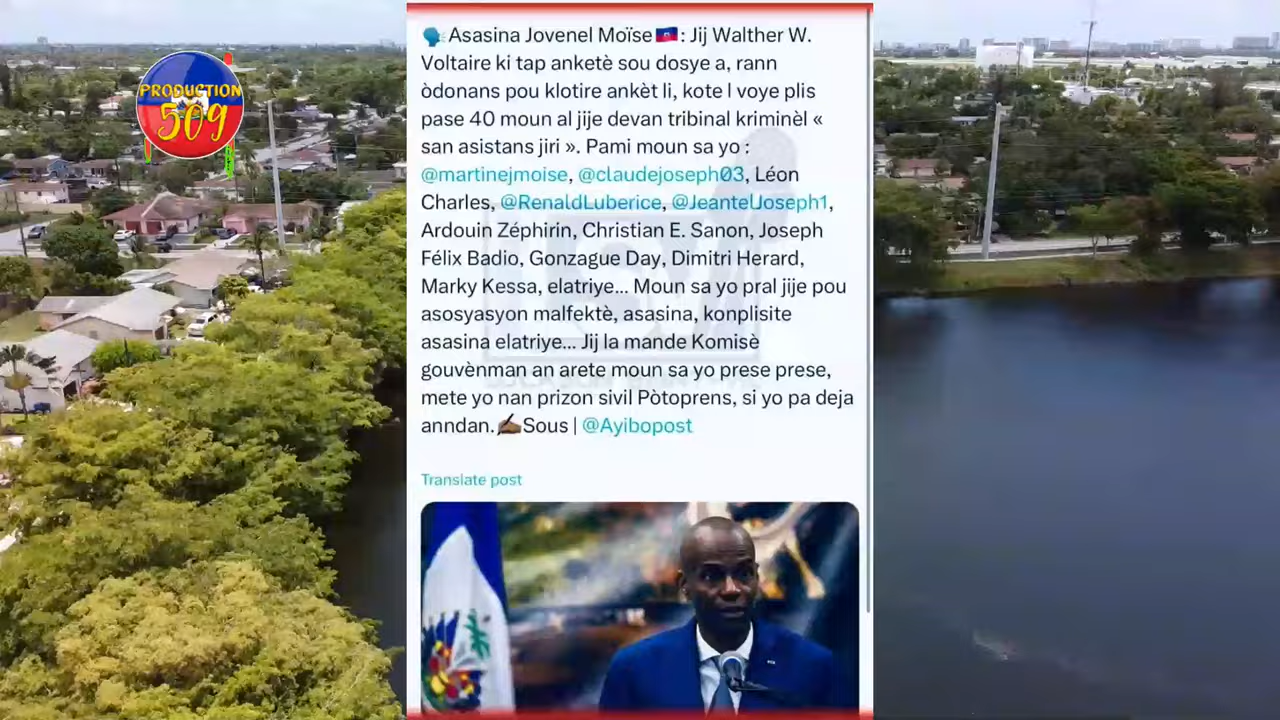 PRODUCTION
509
🗣️Asasina Jovenel Moïse🇭🇹: Jij Walther W.
Voltaire ki tap anketè sou dosye a, rann
òdonans pou klotire ankèt li, kote l voye plis
pase 40 moun al jije devan tribinal kriminèl «
san asistans jiri ». Pami moun sa yo :
@martinejmoise, @claudejoseph03, Léon
Charles, @RenaldLuberice, @JeantelJoseph1,
Ardouin Zéphirin, Christian E. Sanon, Joseph
Félix Badio, Gonzague Day, Dimitri Herard,
Marky Kessa, elatriye... Moun sa yo pral jije pou
asosyasyon malfektè, asasina, konplisite
asasina elatriye... Jij la mande Komisè
gouvènman an arete moun sa yo prese prese,
mete yo nan prizon sivil Pòtoprens, si yo pa deja
anndan.✍🏾Sous | @Ayibopost
Translate post